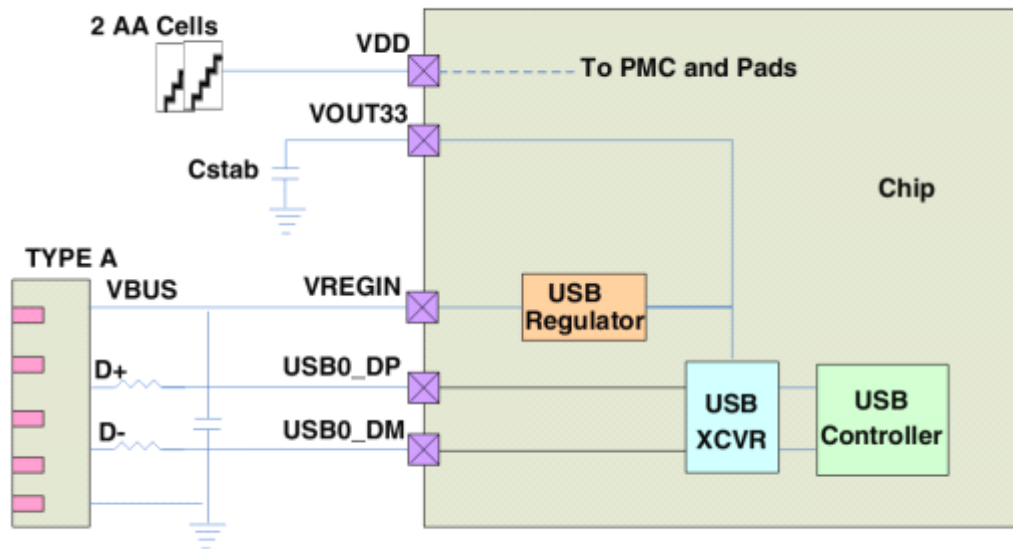 2 AA Cells
VDD
To PMC and Pads
VOUT33
Cstab
Chip
TYPE A
VBUS
VREGIN
USB
Regulator
D+
USB0_DP
D-
USB0_DM
USB
XCVR
USB
Controller